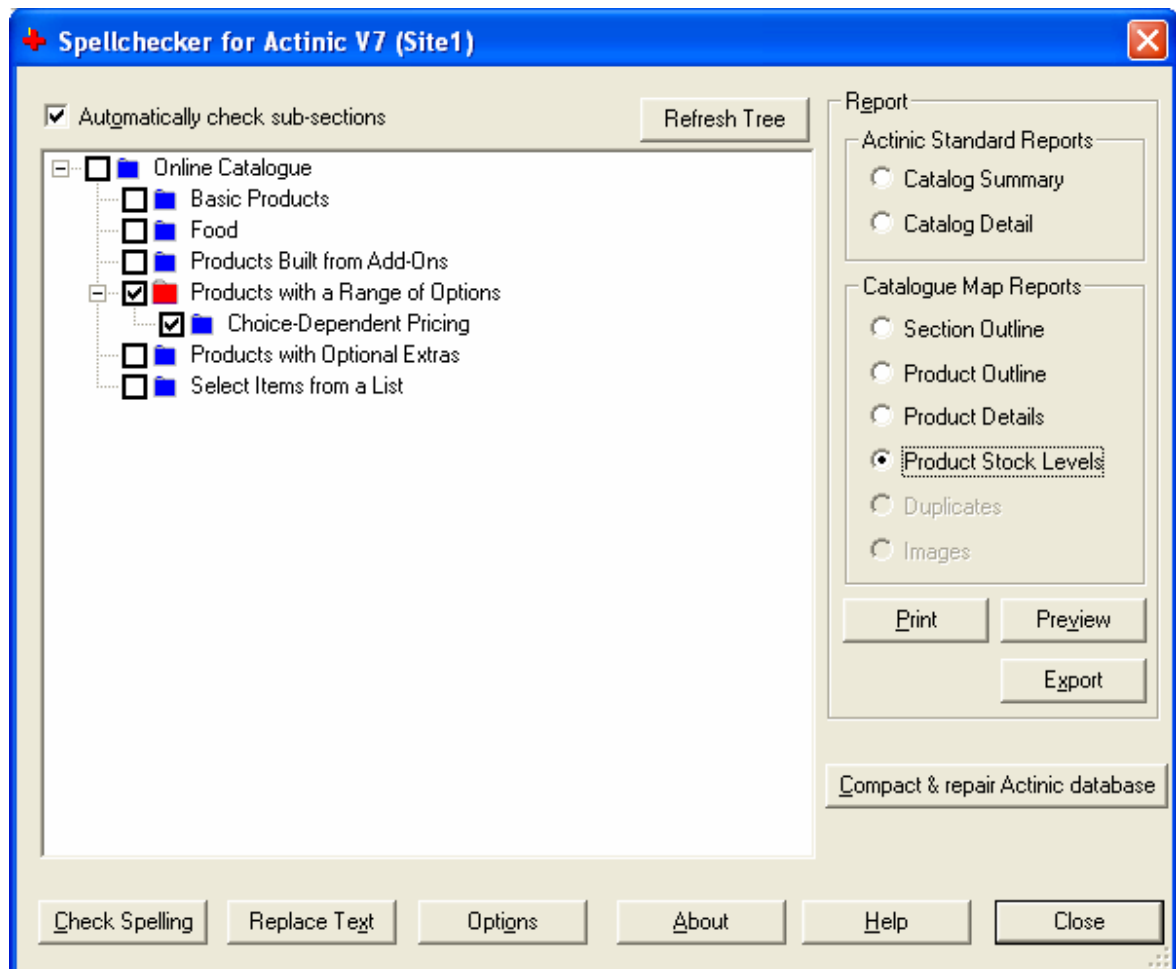 Spellchecker for Actinic V7 (Site1)
Automatically check sub-sections
Refresh Tree
Online Catalogue
Basic Products
Food
Products Built from Add-Ons
Products with a Range of Options
Choice-Dependent Pricing
Products with Optional Extras
Select Items from a List
Report
Actinic Standard Reports
Catalog Summary
Catalog Detail
Catalogue Map Reports
Section Outline
Product Outline
Product Details
Product Stock Levels
Duplicates
Images
Print
Preview
Export
Compact & repair Actinic database
Check Spelling
Replace Text
Options
About
Help
Close